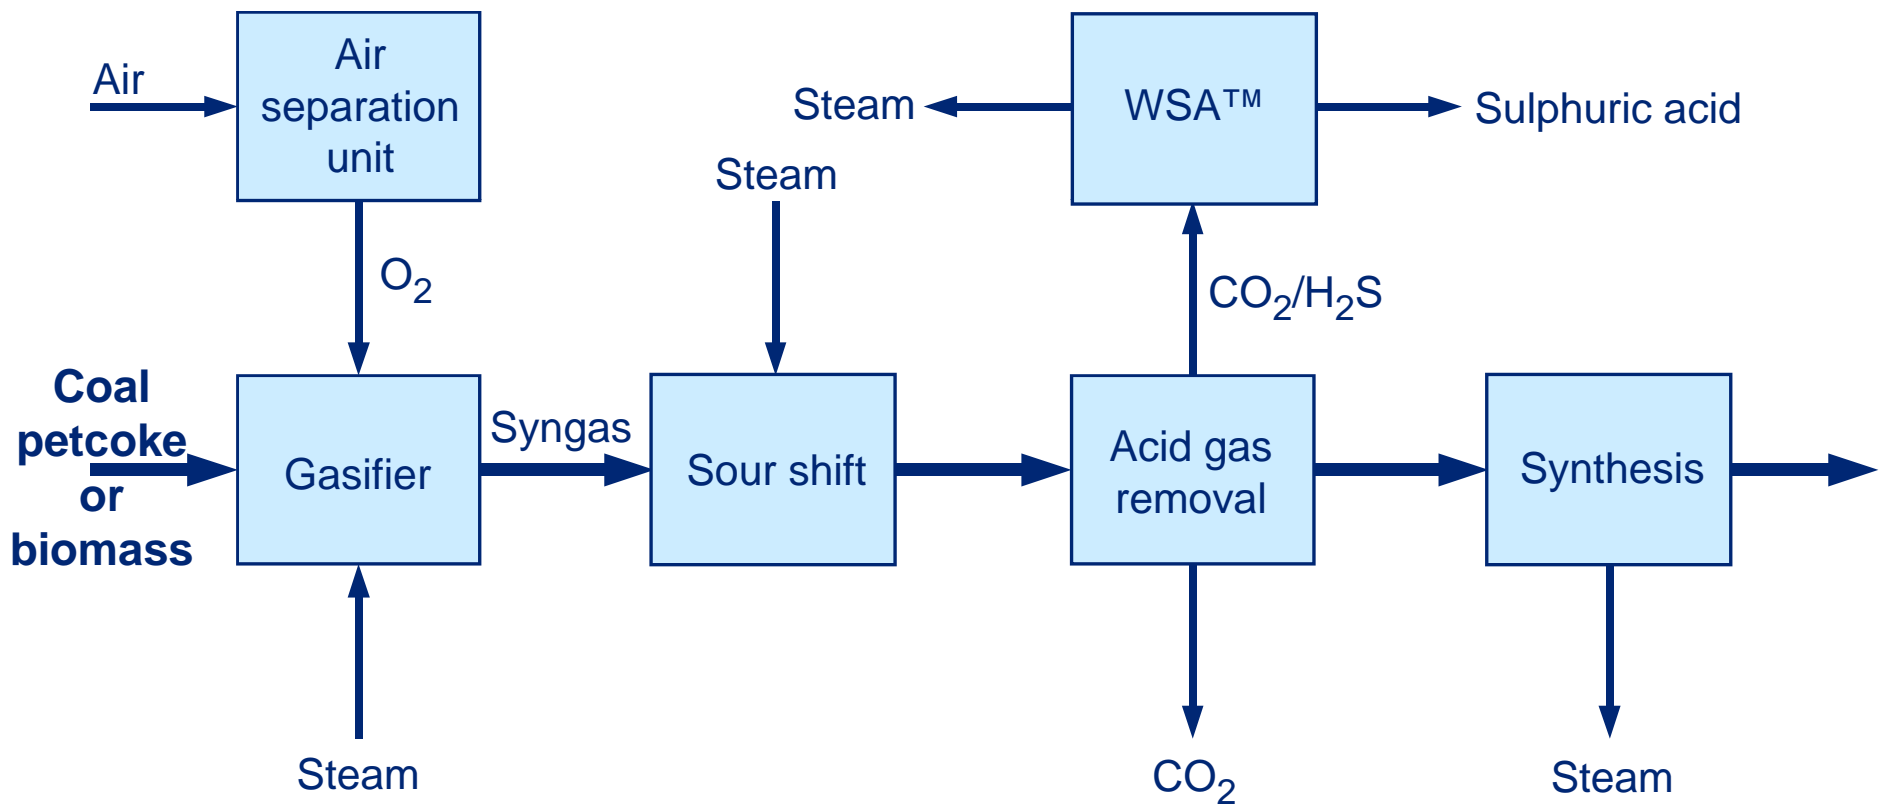 Air
Air
separation
unit
Steam
WSA™
Sulphuric acid
Steam
O₂
CO₂/H₂S
Coal
petcoke
or
biomass
Gasifier
Syngas
Sour shift
Acid gas
removal
Synthesis
Steam
CO₂
Steam